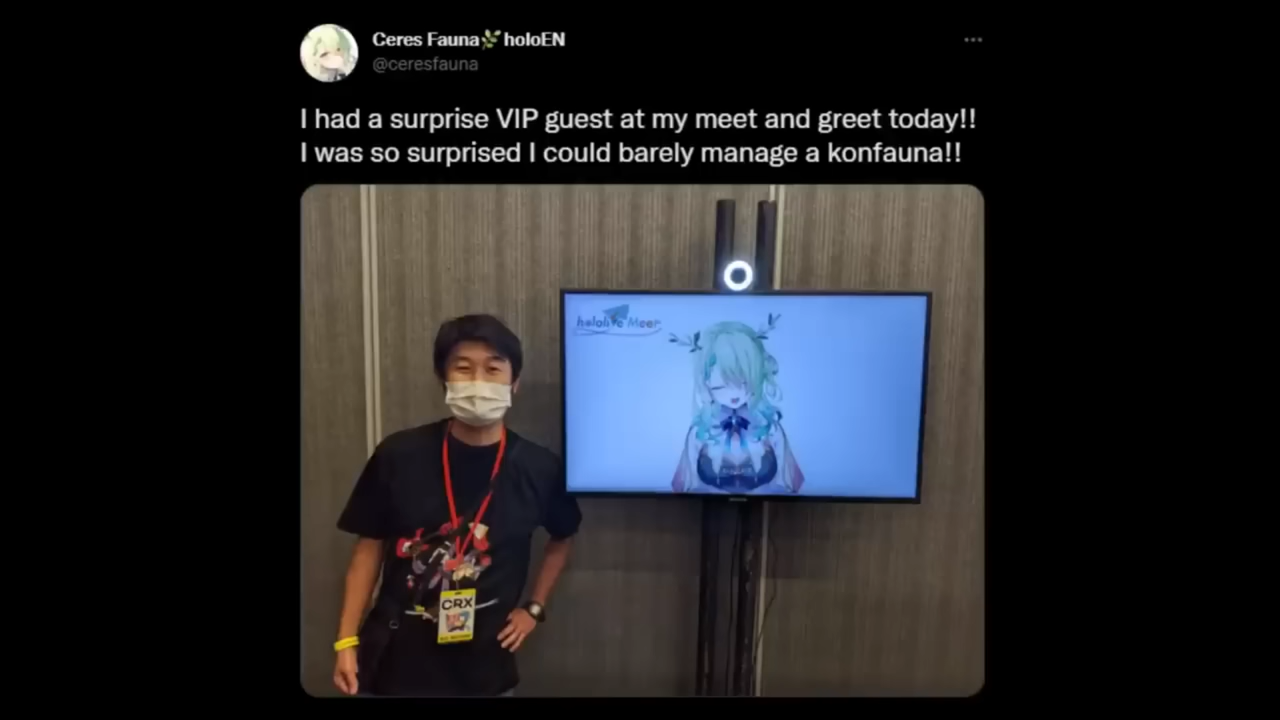 Ceres Fauna🌿holoEN
@ceresfauna
I had a surprise VIP guest at my meet and greet today!!
I was so surprised I could barely manage a konfauna!!
hololive Meet
CRX